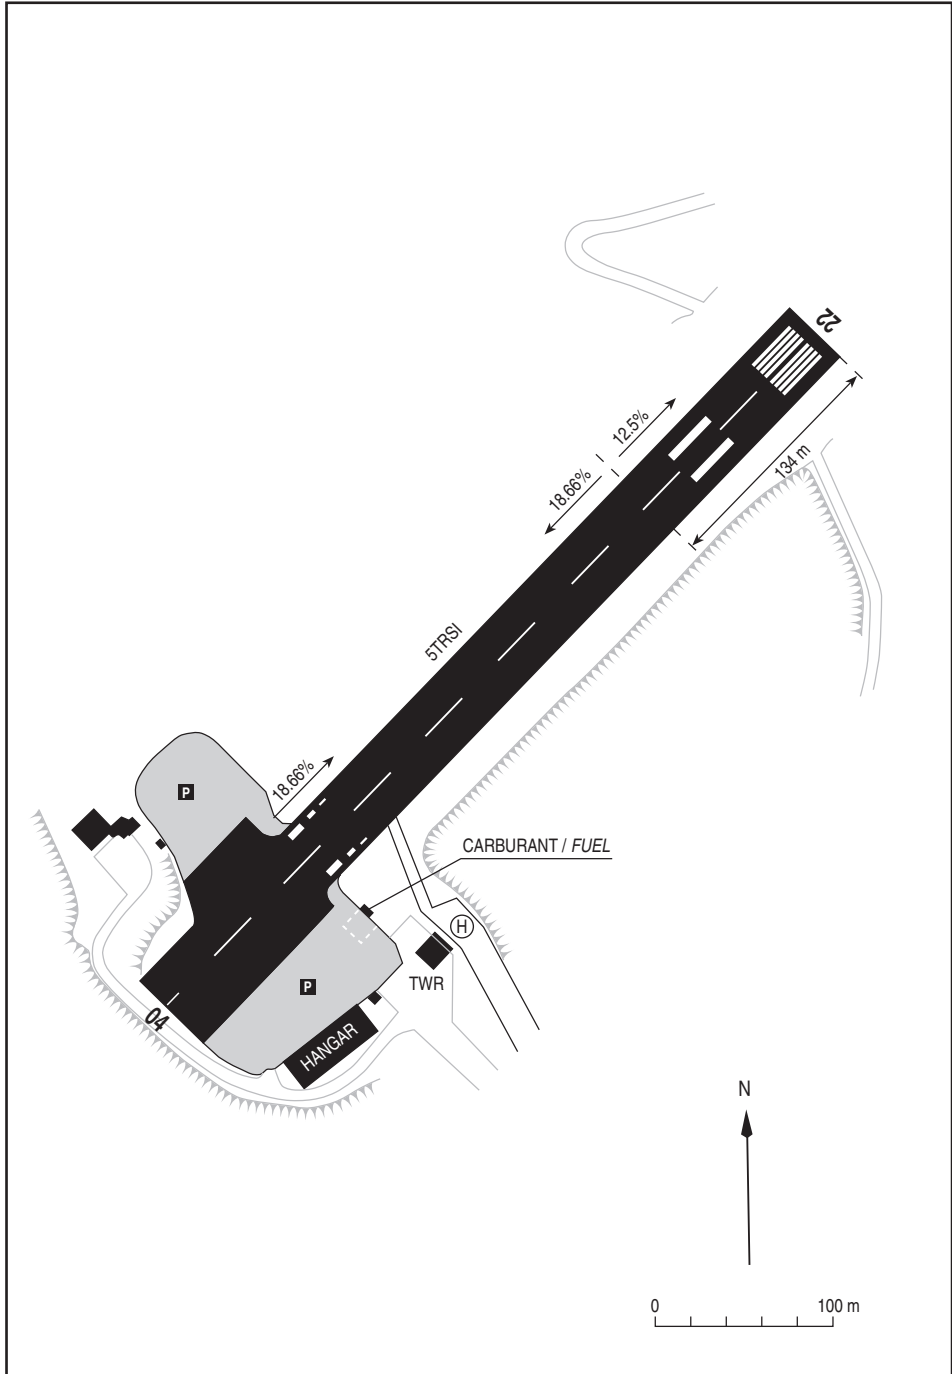 22
12.5%
18.66%
134 m
5TRSI
18.66%
P
CARBURANT / FUEL
H
TWR
P
04
HANGAR
N
0 100 m